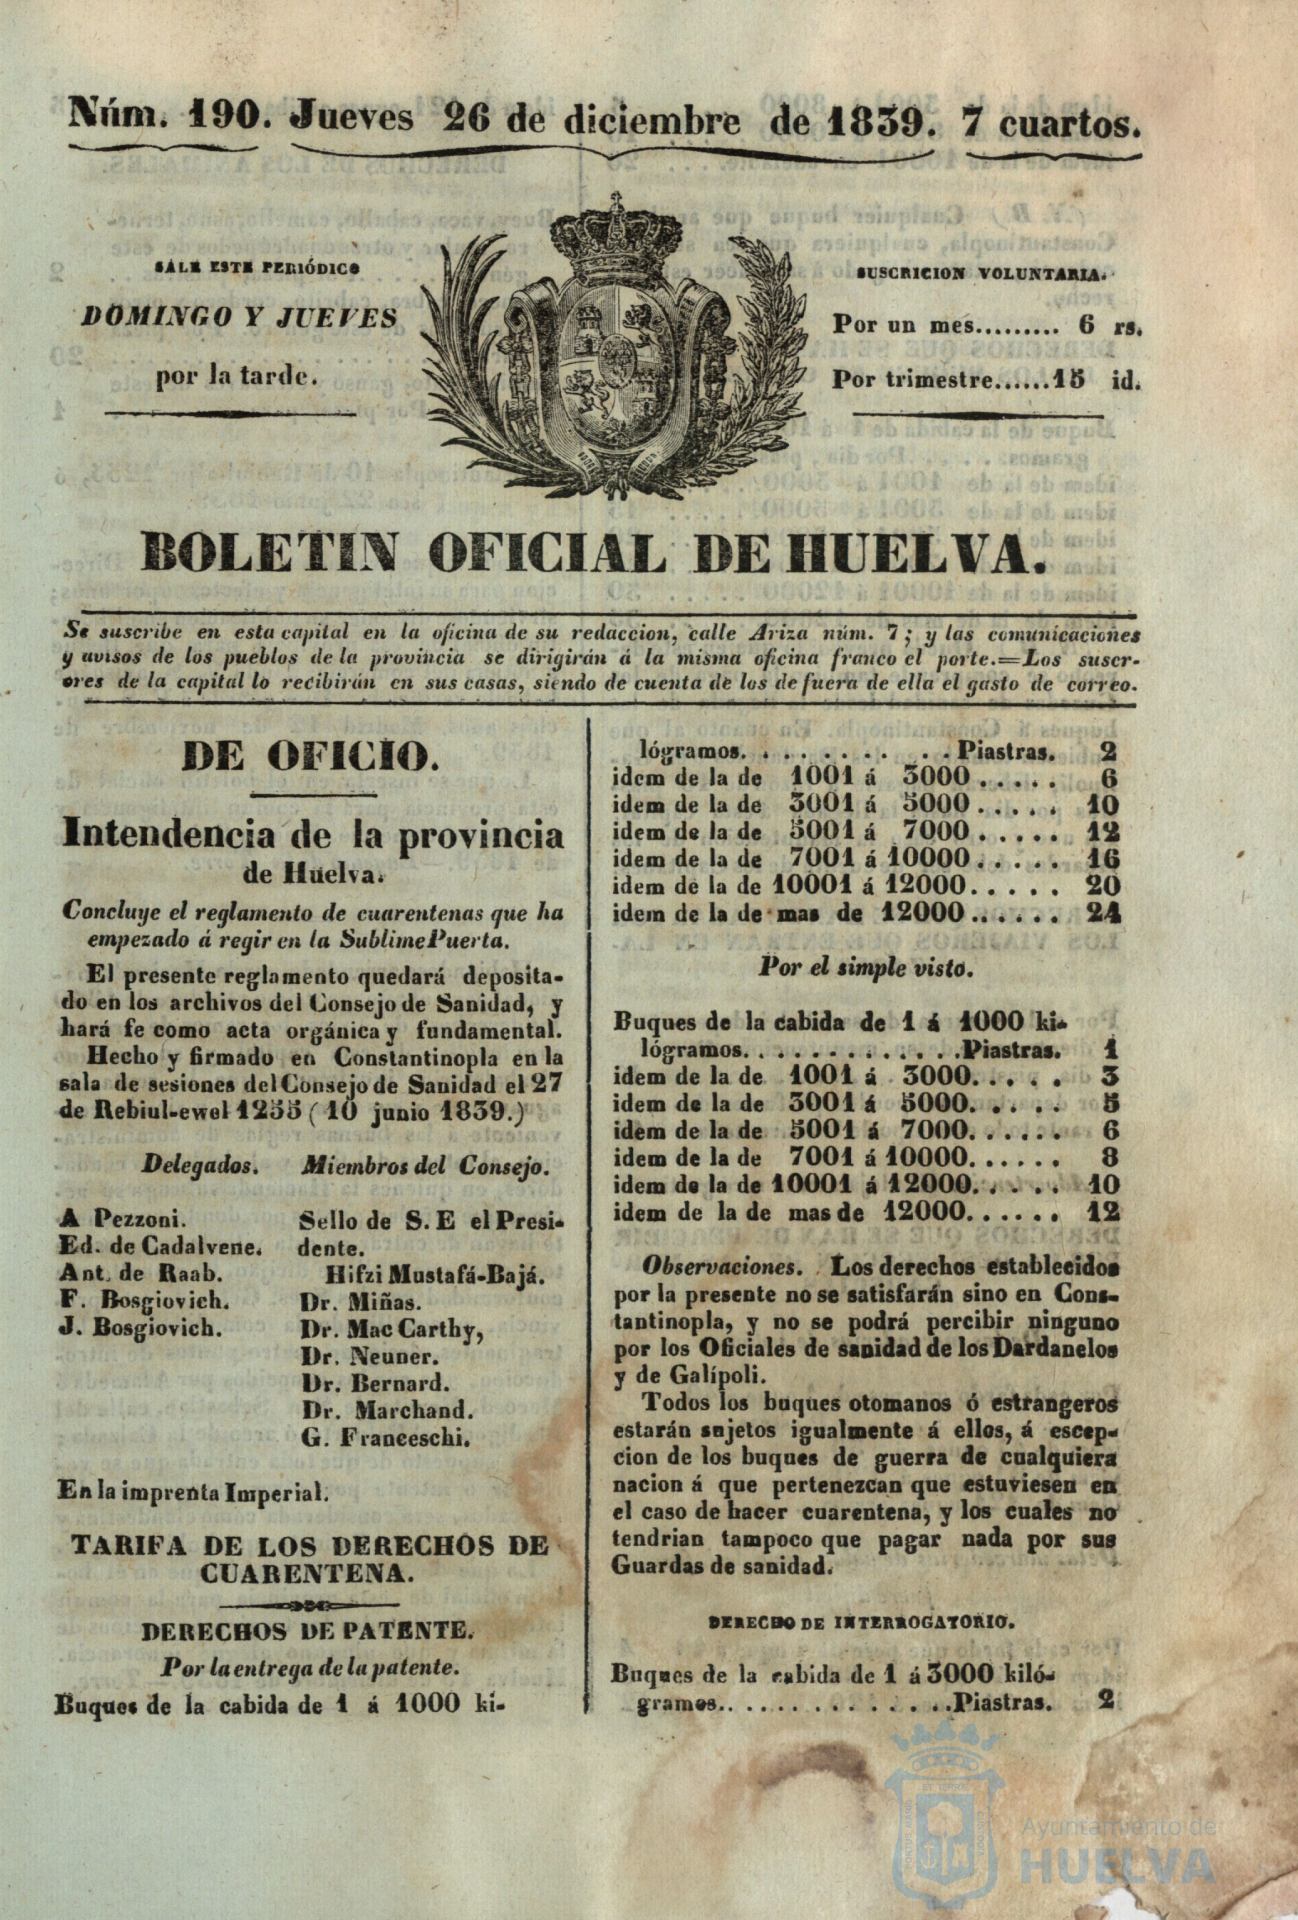 Núm. 190. Jueves 26 de diciembre de 1839. 7 cuartos.
SALE ESTE PERIÓDICO
DOMINGO Y JUEVES
por la tarde.
SUSCRICION VOLUNTARIA.
Por un mes......... 6 rs.
Por trimestre......15 id.
BOLETIN OFICIAL DE HUELVA.
Se suscribe en esta capital en la oficina de su redaccion, calle Ariza núm. 7; y las comunicaciones
y avisos de los pueblos de la provincia se dirigirán á la misma oficina franco el porte.=Los suscr-
ores de la capital lo recibirán en sus casas, siendo de cuenta de los de fuera de ella el gasto de correo.
DE OFICIO.
Intendencia de la provincia
de Huelva.
Concluye el reglamento de cuarentenas que ha
empezado á regir en la Sublime Puerta.
El presente reglamento quedará deposita-
do en los archivos del Consejo de Sanidad, y
hará fe como acta orgánica y fundamental.
Hecho y firmado en Constantinopla en la
sala de sesiones del Consejo de Sanidad el 27
de Rebiul-ewel 1255 (10 junio 1839.)
Delegados. Miembros del Consejo.
A Pezzoni. Sello de S. E el Presi-
Ed. de Cadalvene. dente.
Ant. de Raab. Hifzi Mustafá-Bajá.
F. Bosgiovich. Dr. Miñas.
J. Bosgiovich. Dr. Mac Carthy,
Dr. Neuner.
Dr. Bernard.
Dr. Marchand.
G. Franceschi.
En la imprenta Imperial.
TARIFA DE LOS DERECHOS DE
CUARENTENA.
DERECHOS DE PATENTE.
Por la entrega de la patente.
Buques de la cabida de 1 á 1000 ki-
lógramos. . . . . . . . . . Piastras. 2
idem de la de 1001 á 3000 . . . . . 6
idem de la de 3001 á 5000 . . . . . 10
idem de la de 5001 á 7000 . . . . . 12
idem de la de 7001 á 10000 . . . . . 16
idem de la de 10001 á 12000. . . . . 20
idem de la de mas de 12000 . . . . . . 24
Por el simple visto.
Buques de la cabida de 1 á 1000 ki-
lógramos. . . . . . . . . . . . .Piastras. 1
idem de la de 1001 á 3000. . . . . 3
idem de la de 3001 á 5000. . . . . 5
idem de la de 5001 á 7000. . . . . . 6
idem de la de 7001 á 10000. . . . . . 8
idem de la de 10001 á 12000. . . . . 10
idem de la de mas de 12000. . . . . . 12
Observaciones. Los derechos establecidos
por la presente no se satisfarán sino en Cons-
tantinopla, y no se podrá percibir ninguno
por los Oficiales de sanidad de los Dardanelos
y de Galípoli.
Todos los buques otomanos ó estrangeros
estarán sujetos igualmente á ellos, á escep-
cion de los buques de guerra de cualquiera
nacion á que pertenezcan que estuviesen en
el caso de hacer cuarentena, y los cuales no
tendrian tampoco que pagar nada por sus
Guardas de sanidad.
DERECHO DE INTERROGATORIO.
Buques de la cabida de 1 á 3000 kiló-
gramos.. . . . . . . . . . . . .Piastras. 2
Ayuntamiento de
HUELVA